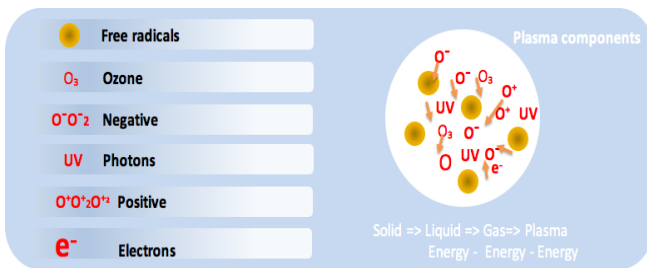 Free radicals
O₃ Ozone
O⁻O⁻₂ Negative
UV Photons
O⁺O⁺₂O⁺² Positive
e⁻ Electrons
Plasma components
O⁻
O⁻ O₃
O⁺
UV O⁺ UV
O₃ O⁻
O UV O⁻
e⁻
Solid => Liquid => Gas=> Plasma
Energy - Energy - Energy